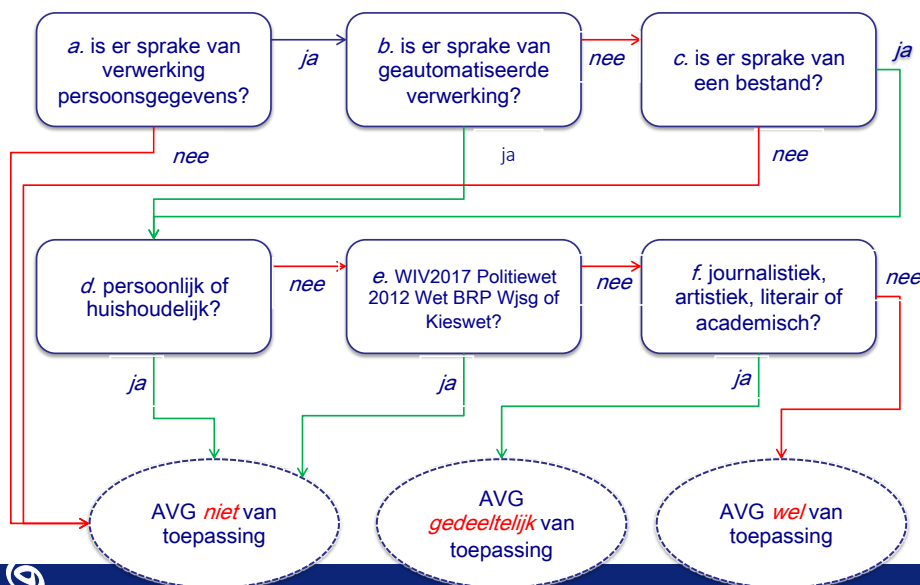 a. is er sprake van
verwerking
persoonsgegevens?
ja
b. is er sprake van
geautomatiseerde
verwerking?
nee
c. is er sprake van
een bestand?
ja
nee
ja
nee
d. persoonlijk of
huishoudelijk?
nee
e. WIV2017 Politiewet
2012 Wet BRP Wjsg of
Kieswet?
nee
f. journalistiek,
artistiek, literair of
academisch?
nee
ja
ja
ja
AVG niet van
toepassing
AVG
gedeeltelijk van
toepassing
AVG wel van
toepassing